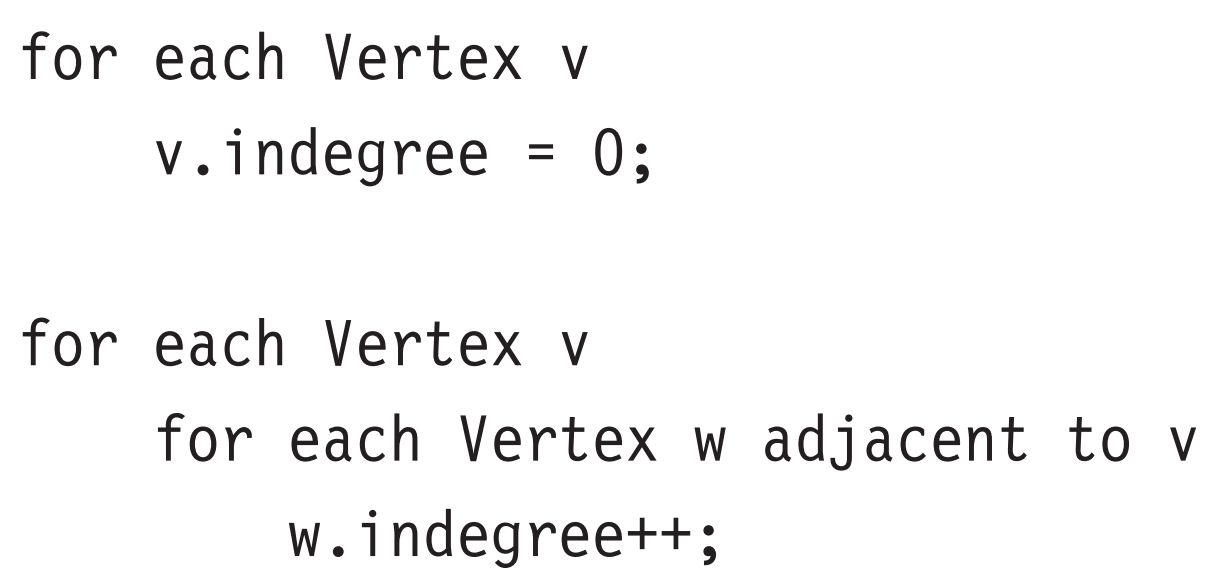 for each Vertex v
v.indegree = 0;
for each Vertex v
for each Vertex w adjacent to v
w.indegree++;